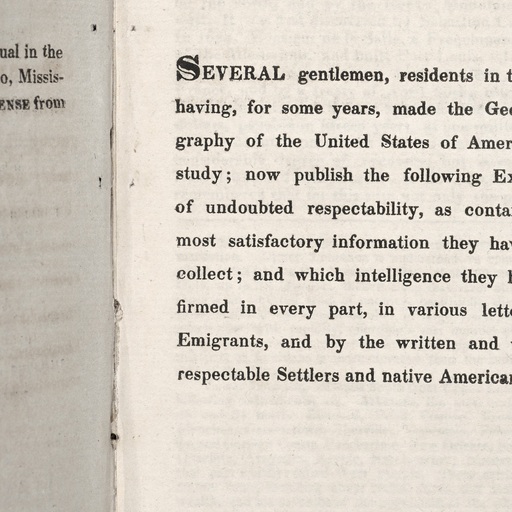 ual in the
o, Missis-
ENSE from
SEVERAL gentlemen, residents in t
having, for some years, made the Geo
graphy of the United States of Amer
study; now publish the following Ex
of undoubted respectability, as conta
most satisfactory information they hav
collect; and which intelligence they h
firmed in every part, in various lett
Emigrants, and by the written and
respectable Settlers and native American